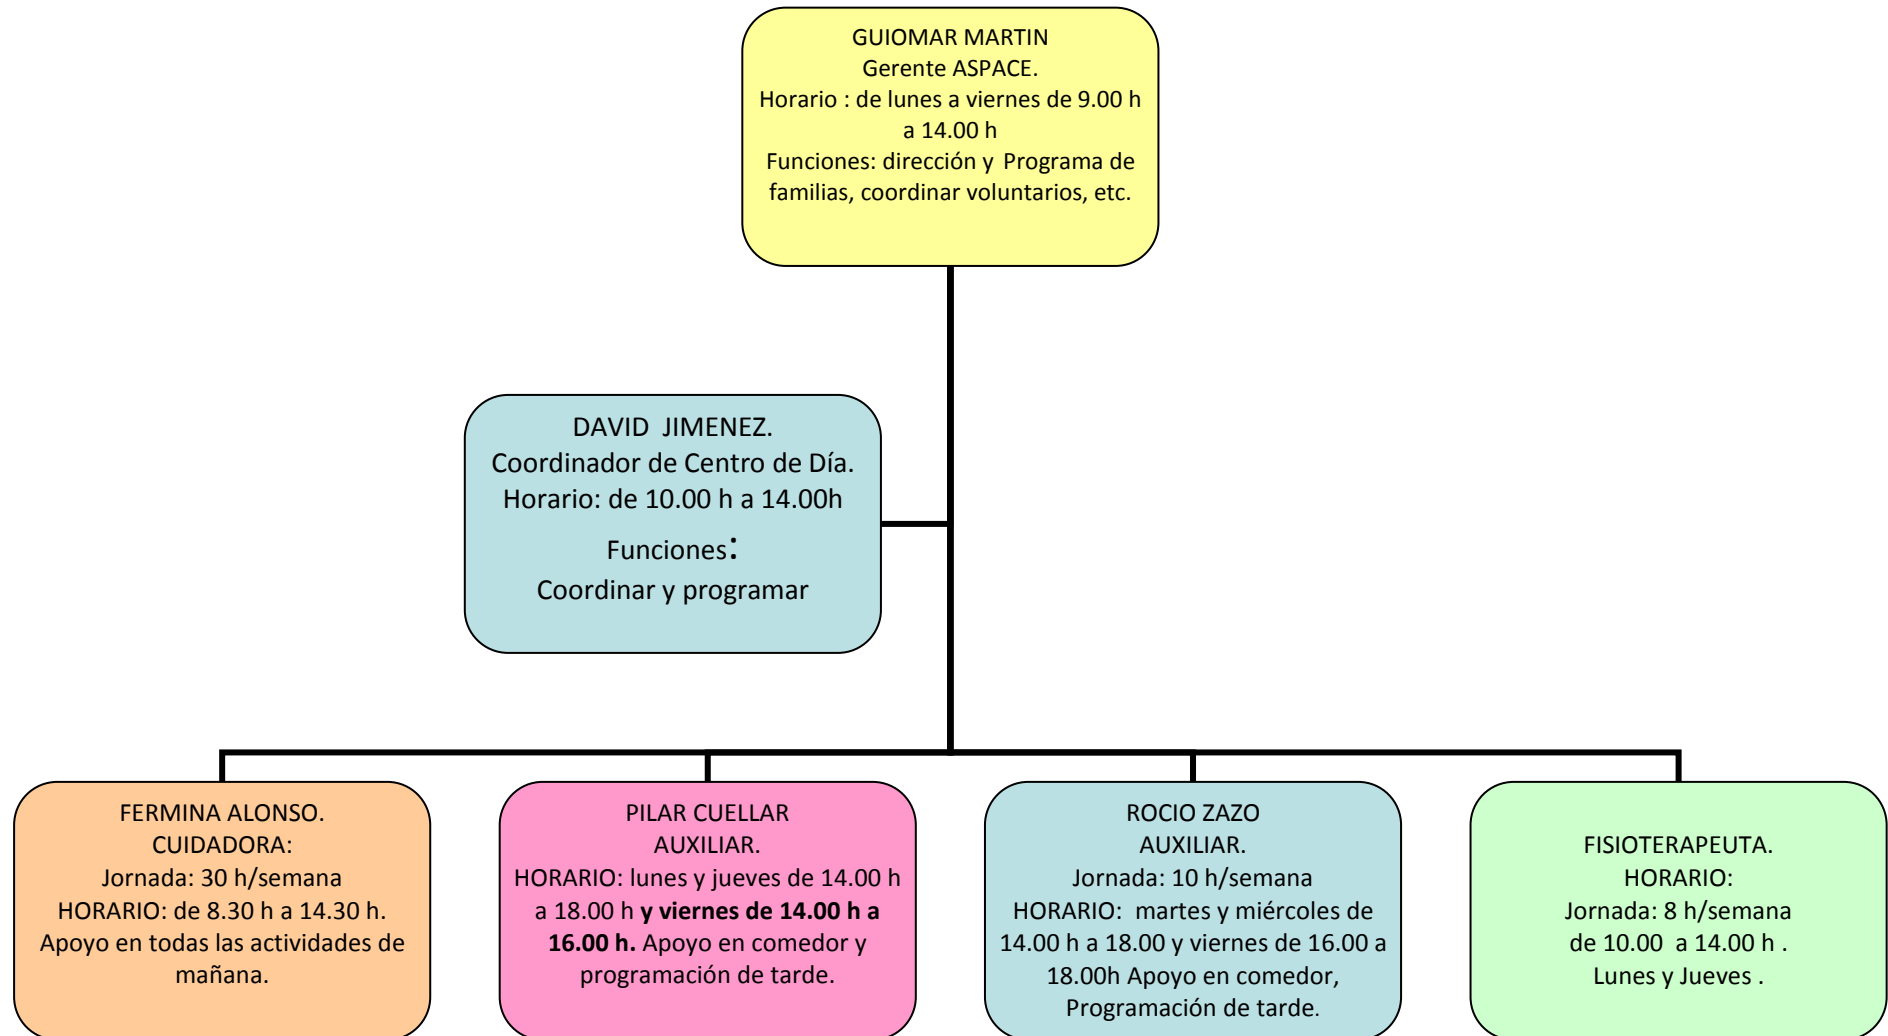 GUIOMAR MARTIN
Gerente ASPACE.
Horario : de lunes a viernes de 9.00 h
a 14.00 h
Funciones: dirección y Programa de
familias, coordinar voluntarios, etc.
DAVID JIMENEZ.
Coordinador de Centro de Día.
Horario: de 10.00 h a 14.00h
Funciones:
Coordinar y programar
FERMINA ALONSO.
CUIDADORA:
Jornada: 30 h/semana
HORARIO: de 8.30 h a 14.30 h.
Apoyo en todas las actividades de
mañana.
PILAR CUELLAR
AUXILIAR.
HORARIO: lunes y jueves de 14.00 h
a 18.00 h y viernes de 14.00 h a
16.00 h. Apoyo en comedor y
programación de tarde.
ROCIO ZAZO
AUXILIAR.
Jornada: 10 h/semana
HORARIO: martes y miércoles de
14.00 h a 18.00 y viernes de 16.00 a
18.00h Apoyo en comedor,
Programación de tarde.
FISIOTERAPEUTA.
HORARIO:
Jornada: 8 h/semana
de 10.00 a 14.00 h .
Lunes y Jueves .